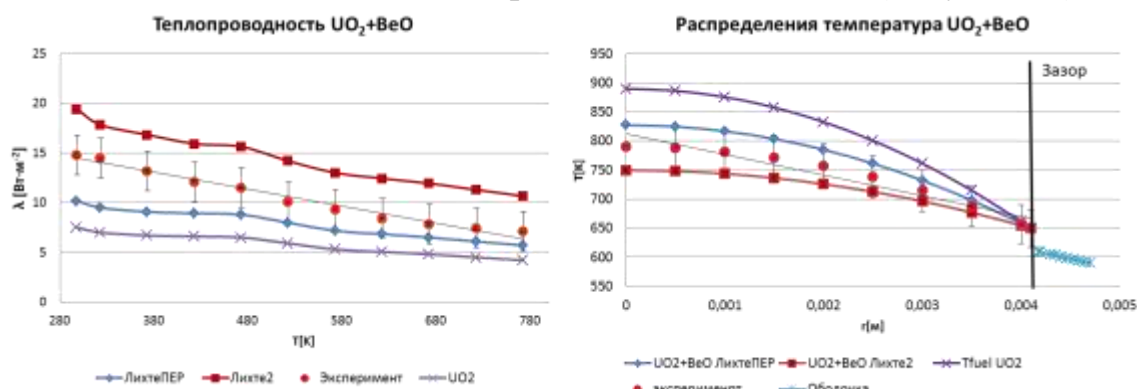 Теплопроводность UO2+BeO
25
20
15
10
5
0
λ [Вт·м-2]
280 380 480 580 680 780
T[K]
ЛихтеПЕР Лихте2 Эксперимент UO2
Распределения температура UO2+BeO
950
900
850
800
750
700
650
600
550
T[K]
Зазор
0 0,001 0,002 0,003 0,004 0,005
r[м]
UO2+BeO ЛихтеПЕР UO2+BeO Лихте2 Tfuel UO2
эксперимент Оболочка